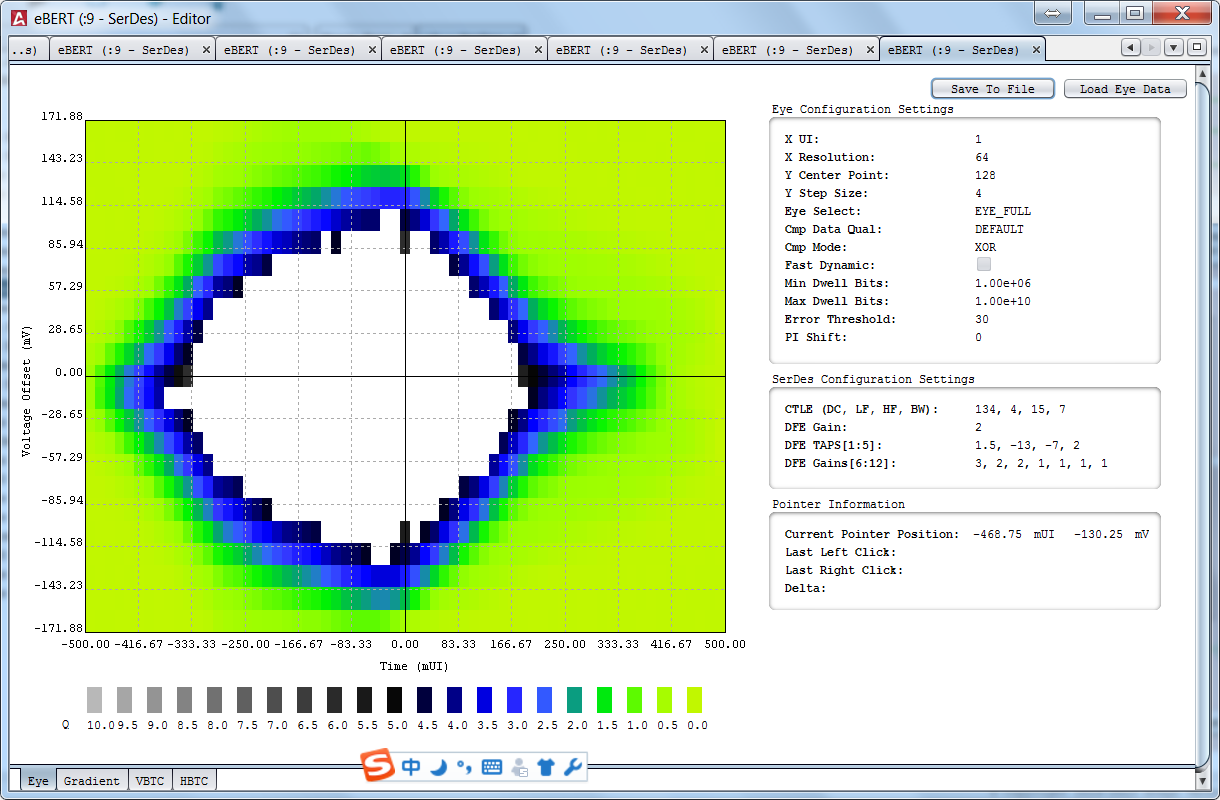 eBERT (:9 - SerDes) - Editor
..s) eBERT (:9 - SerDes) eBERT (:9 - SerDes) eBERT (:9 - SerDes) eBERT (:9 - SerDes) eBERT (:9 - SerDes) eBERT (:9 - SerDes)
Save To File Load Eye Data
171.88
143.23
114.58
85.94
57.29
28.65
0.00
-28.65
-57.29
-85.94
-114.58
-143.23
-171.88
Voltage Offset (mV)
-500.00 -416.67 -333.33 -250.00 -166.67 -83.33 0.00 83.33 166.67 250.00 333.33 416.67 500.00
Time (mUI)
Q 10.0 9.5 9.0 8.5 8.0 7.5 7.0 6.5 6.0 5.5 5.0 4.5 4.0 3.5 3.0 2.5 2.0 1.5 1.0 0.5 0.0
Eye Configuration Settings
X UI: 1
X Resolution: 64
Y Center Point: 128
Y Step Size: 4
Eye Select: EYE_FULL
Cmp Data Qual: DEFAULT
Cmp Mode: XOR
Fast Dynamic:
Min Dwell Bits: 1.00e+06
Max Dwell Bits: 1.00e+10
Error Threshold: 30
PI Shift: 0
SerDes Configuration Settings
CTLE (DC, LF, HF, BW): 134, 4, 15, 7
DFE Gain: 2
DFE TAPS[1:5]: 1.5, -13, -7, 2
DFE Gains[6:12]: 3, 2, 2, 1, 1, 1, 1
Pointer Information
Current Pointer Position: -468.75 mUI -130.25 mV
Last Left Click:
Last Right Click:
Delta:
Eye Gradient VBTC HBTC
中